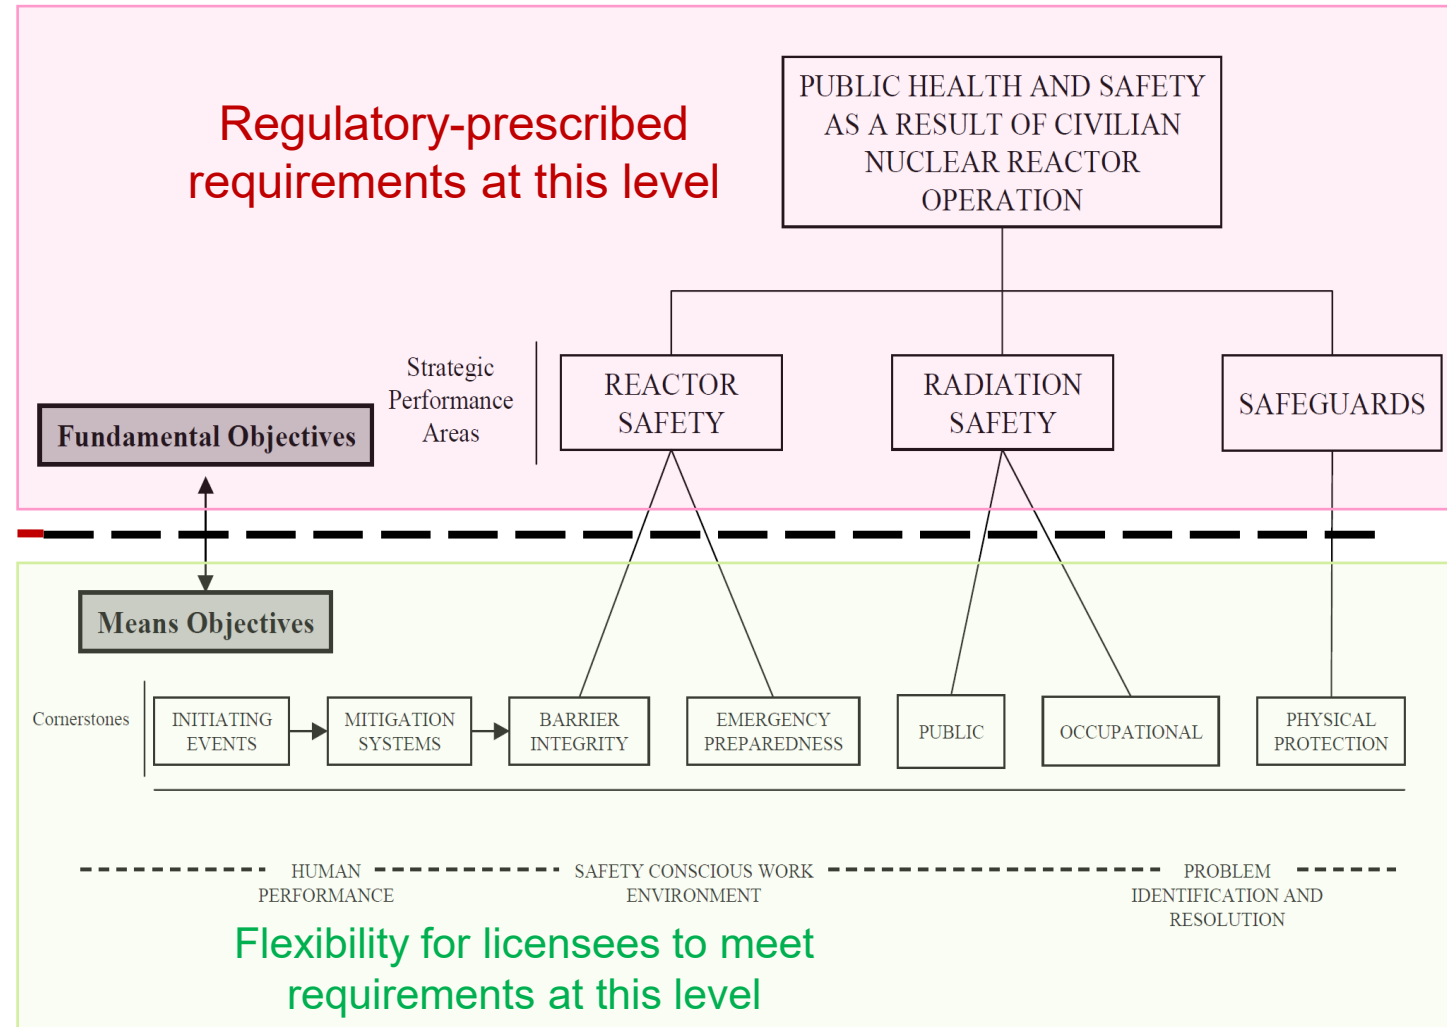 Regulatory-prescribed
requirements at this level
PUBLIC HEALTH AND SAFETY
AS A RESULT OF CIVILIAN
NUCLEAR REACTOR
OPERATION
Strategic
Performance
Areas
REACTOR
SAFETY
RADIATION
SAFETY
SAFEGUARDS
Fundamental Objectives
Means Objectives
Cornerstones
INITIATING
EVENTS
MITIGATION
SYSTEMS
BARRIER
INTEGRITY
EMERGENCY
PREPAREDNESS
PUBLIC
OCCUPATIONAL
PHYSICAL
PROTECTION
HUMAN
PERFORMANCE
SAFETY CONSCIOUS WORK
ENVIRONMENT
PROBLEM
IDENTIFICATION AND
RESOLUTION
Flexibility for licensees to meet
requirements at this level